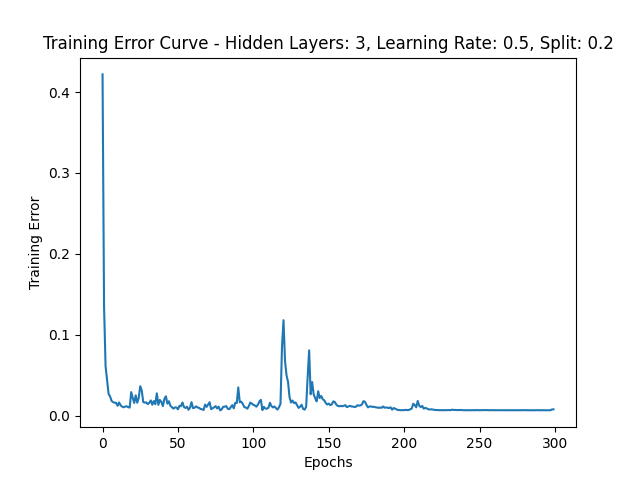 Training Error Curve - Hidden Layers: 3, Learning Rate: 0.5, Split: 0.2
0.4
0.3
0.2
0.1
0.0
Training Error
0 50 100 150 200 250 300
Epochs